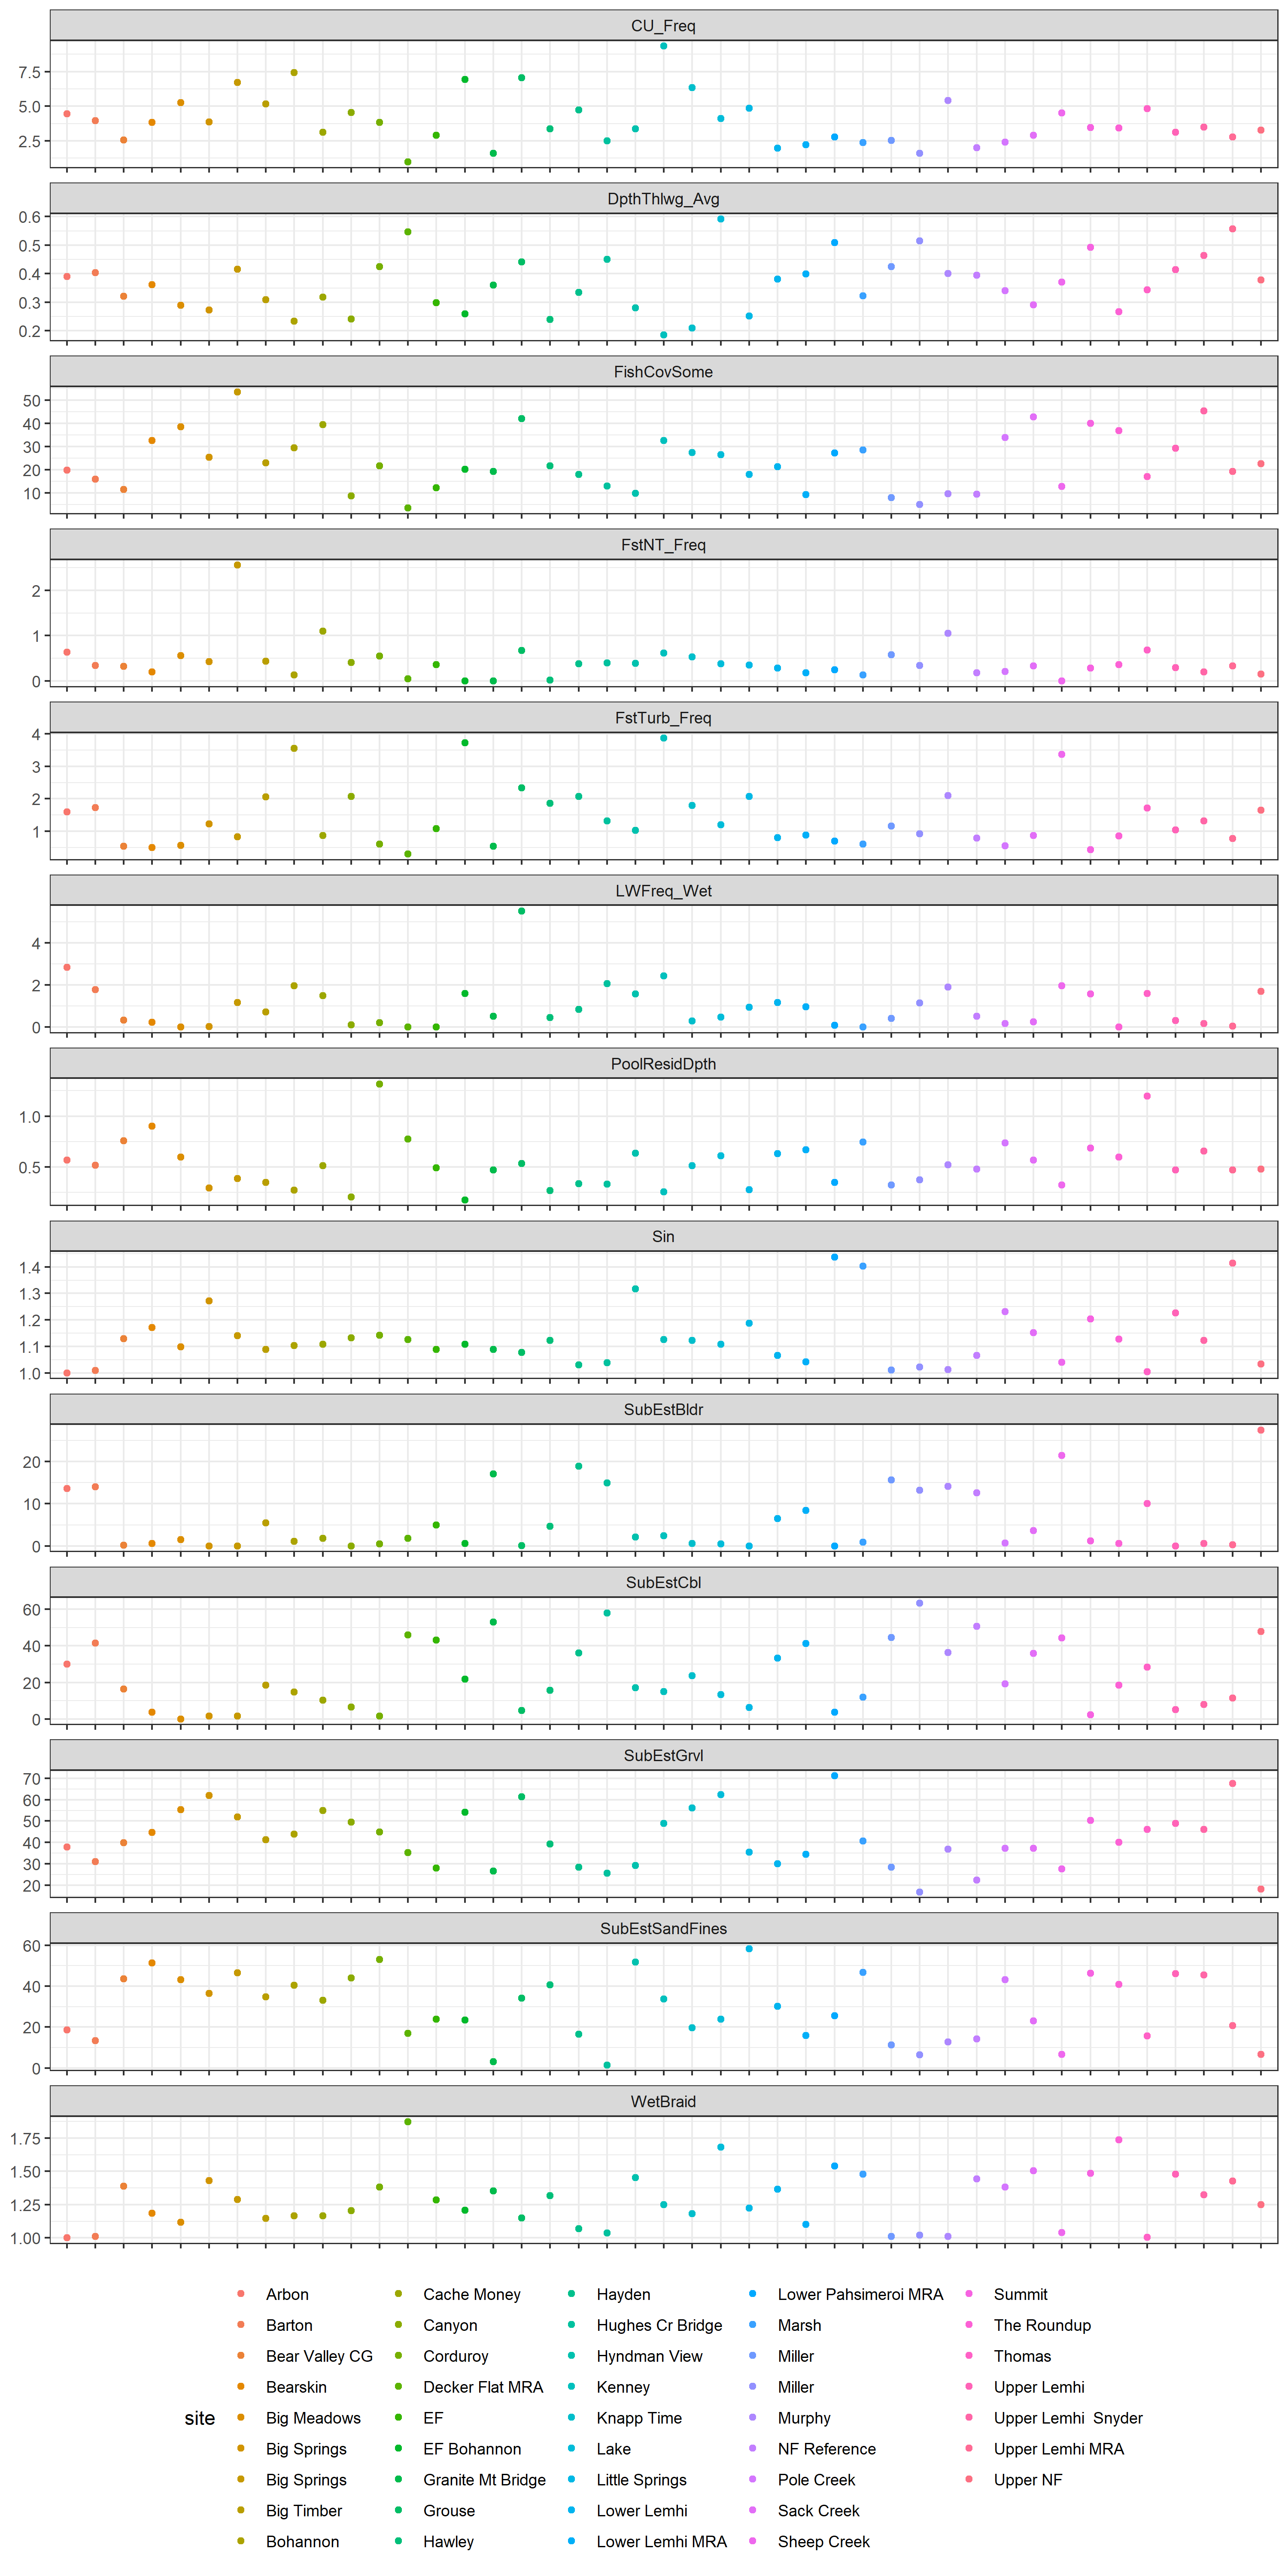 CU_Freq
7.5
5.0
2.5
DpthThlwg_Avg
0.6
0.5
0.4
0.3
0.2
FishCovSome
50
40
30
20
10
FstNT_Freq
2
1
0
FstTurb_Freq
4
3
2
1
LWFreq_Wet
4
2
0
PoolResidDpth
1.0
0.5
Sin
1.4
1.3
1.2
1.1
1.0
SubEstBldr
20
10
0
SubEstCbl
60
40
20
0
SubEstGrvl
70
60
50
40
30
20
SubEstSandFines
60
40
20
0
WetBraid
1.75
1.50
1.25
1.00
site
Arbon
Barton
Bear Valley CG
Bearskin
Big Meadows
Big Springs
Big Springs
Big Timber
Bohannon
Cache Money
Canyon
Corduroy
Decker Flat MRA
EF
EF Bohannon
Granite Mt Bridge
Grouse
Hawley
Hayden
Hughes Cr Bridge
Hyndman View
Kenney
Knapp Time
Lake
Little Springs
Lower Lemhi
Lower Lemhi MRA
Lower Pahsimeroi MRA
Marsh
Miller
Miller
Murphy
NF Reference
Pole Creek
Sack Creek
Sheep Creek
Summit
The Roundup
Thomas
Upper Lemhi
Upper Lemhi  Snyder
Upper Lemhi MRA
Upper NF